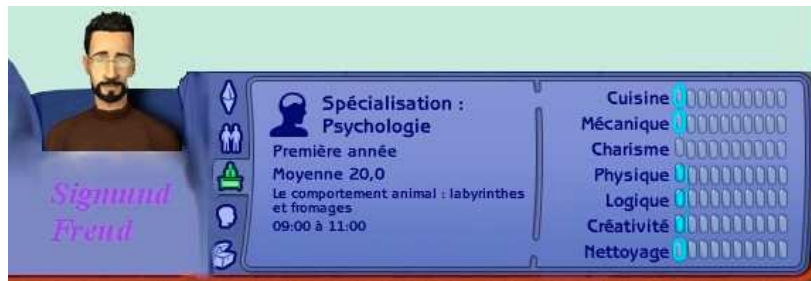 Sigmund
Freud
Spécialisation :
Psychologie
Première année
Moyenne 20,0
Le comportement animal : labyrinthes
et fromages
09:00 à 11:00
Cuisine
Mécanique
Charisme
Physique
Logique
Créativité
Nettoyage